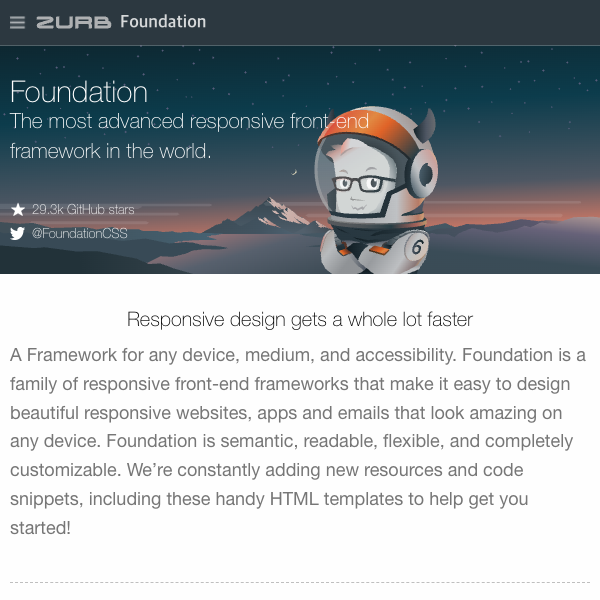 ZURB Foundation
Foundation
The most advanced responsive front-end
framework in the world.
29.3k GitHub stars
@FoundationCSS
6
Responsive design gets a whole lot faster
A Framework for any device, medium, and accessibility. Foundation is a
family of responsive front-end frameworks that make it easy to design
beautiful responsive websites, apps and emails that look amazing on
any device. Foundation is semantic, readable, flexible, and completely
customizable. We’re constantly adding new resources and code
snippets, including these handy HTML templates to help get you
started!